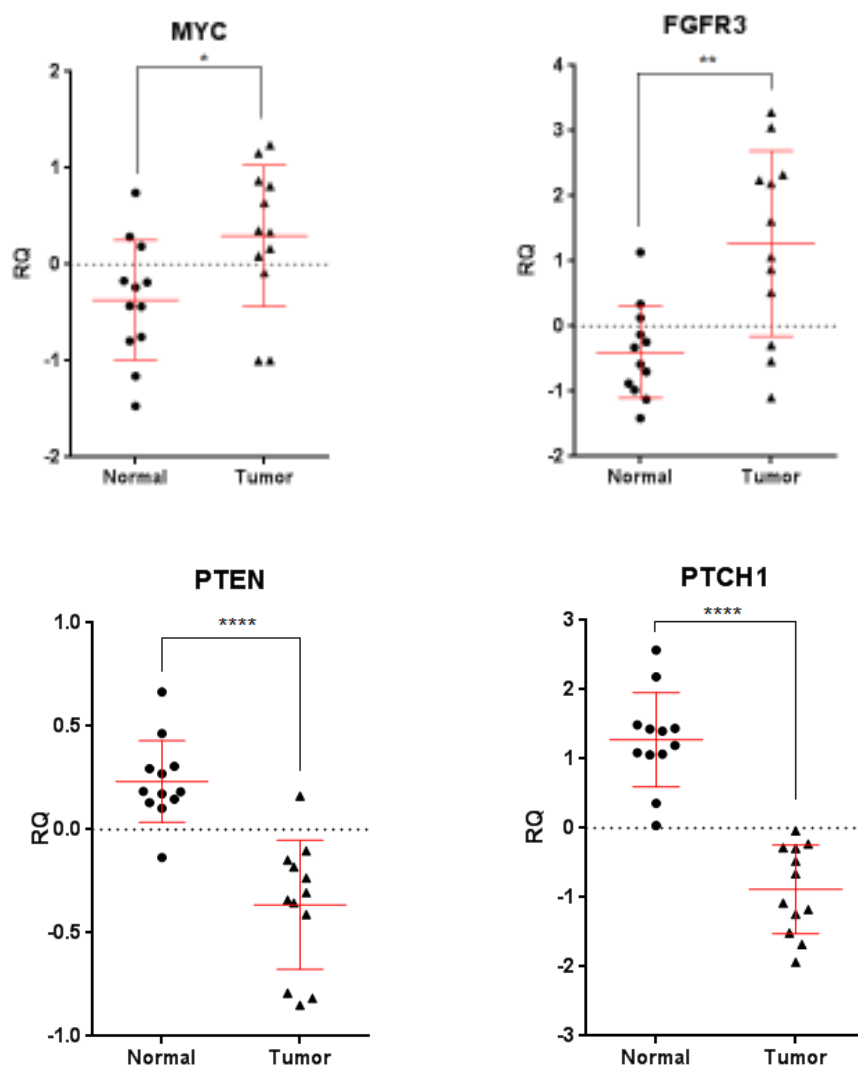 MYC
*
2
1
0
-1
-2
RQ
Normal Tumor
FGFR3
**
4
3
2
1
0
-1
-2
RQ
Normal Tumor
PTEN
****
1.0
0.5
0.0
-0.5
-1.0
RQ
Normal Tumor
PTCH1
****
3
2
1
0
-1
-2
-3
RQ
Normal Tumor